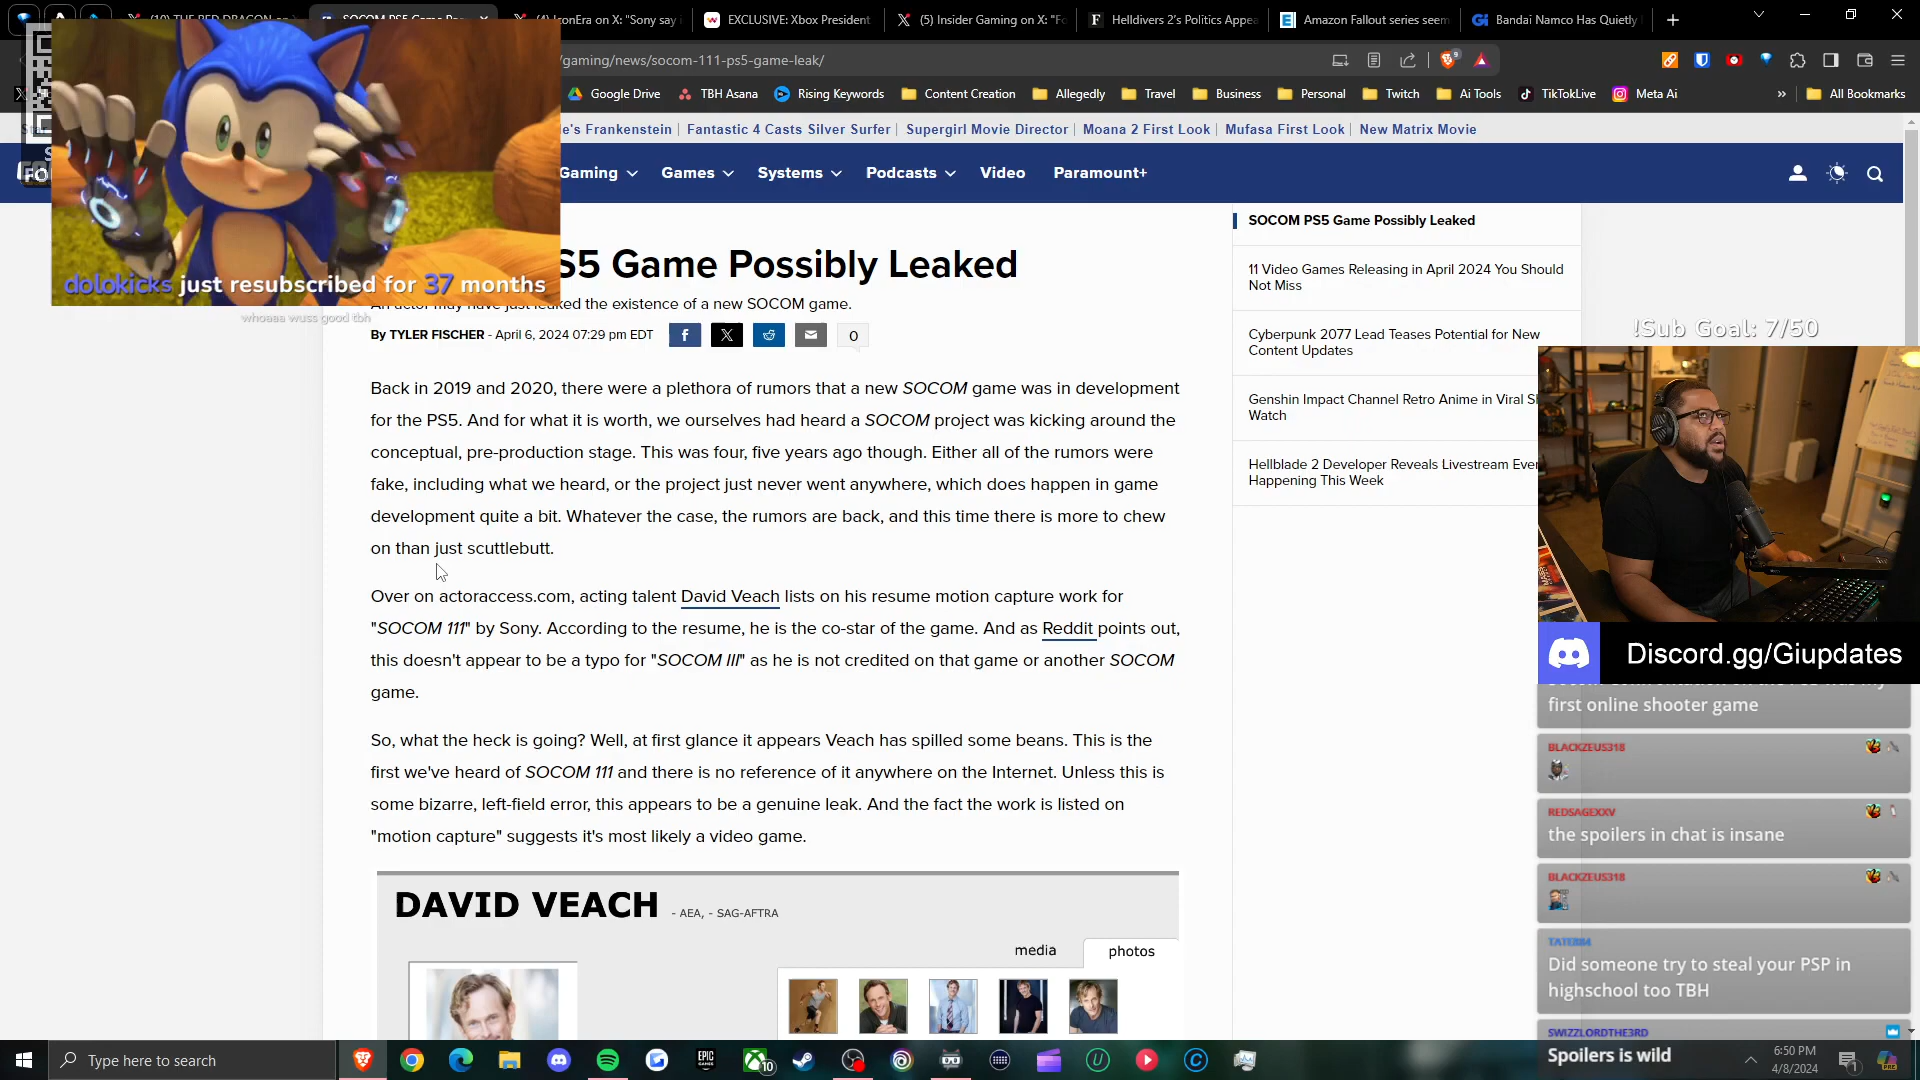 EXCLUSIVE: Xbox President
(5) Insider Gaming on X: "Fo
Helldivers 2's Politics Appea
Amazon Fallout series seem
Bandai Namco Has Quietly
/gaming/news/socom-111-ps5-game-leak/
Google Drive
TBH Asana
Rising Keywords
Content Creation
Allegedly
Travel
Business
Personal
Twitch
Ai Tools
TikTokLive
Meta Ai
»
All Bookmarks
e's Frankenstein
Fantastic 4 Casts Silver Surfer
Supergirl Movie Director
Moana 2 First Look
Mufasa First Look
New Matrix Movie
Gaming
Games
Systems
Podcasts
Video
Paramount+
dolokicks just resubscribed for 37 months
whoaaa wuss good tbh
S5 Game Possibly Leaked
An actor may have just leaked the existence of a new SOCOM game.
By TYLER FISCHER - April 6, 2024 07:29 pm EDT
0
Back in 2019 and 2020, there were a plethora of rumors that a new SOCOM game was in development
for the PS5. And for what it is worth, we ourselves had heard a SOCOM project was kicking around the
conceptual, pre-production stage. This was four, five years ago though. Either all of the rumors were
fake, including what we heard, or the project just never went anywhere, which does happen in game
development quite a bit. Whatever the case, the rumors are back, and this time there is more to chew
on than just scuttlebutt.
Over on actoraccess.com, acting talent David Veach lists on his resume motion capture work for
"SOCOM 111" by Sony. According to the resume, he is the co-star of the game. And as Reddit points out,
this doesn't appear to be a typo for "SOCOM III" as he is not credited on that game or another SOCOM
game.
So, what the heck is going? Well, at first glance it appears Veach has spilled some beans. This is the
first we've heard of SOCOM 111 and there is no reference of it anywhere on the Internet. Unless this is
some bizarre, left-field error, this appears to be a genuine leak. And the fact the work is listed on
"motion capture" suggests it's most likely a video game.
DAVID VEACH - AEA, - SAG-AFTRA
media
photos
SOCOM PS5 Game Possibly Leaked
11 Video Games Releasing in April 2024 You Should
Not Miss
Cyberpunk 2077 Lead Teases Potential for New
Content Updates
Genshin Impact Channel Retro Anime in Viral S
Watch
Hellblade 2 Developer Reveals Livestream Eve
Happening This Week
!Sub Goal: 7/50
Discord.gg/Giupdates
first online shooter game
BLACKZEUS318
REDSAGEXXV
the spoilers in chat is insane
BLACKZEUS318
TATER84
Did someone try to steal your PSP in
highschool too TBH
SWIZZLORDTHE3RD
Spoilers is wild
Type here to search
EPIC
10
6:50 PM
4/8/2024
1